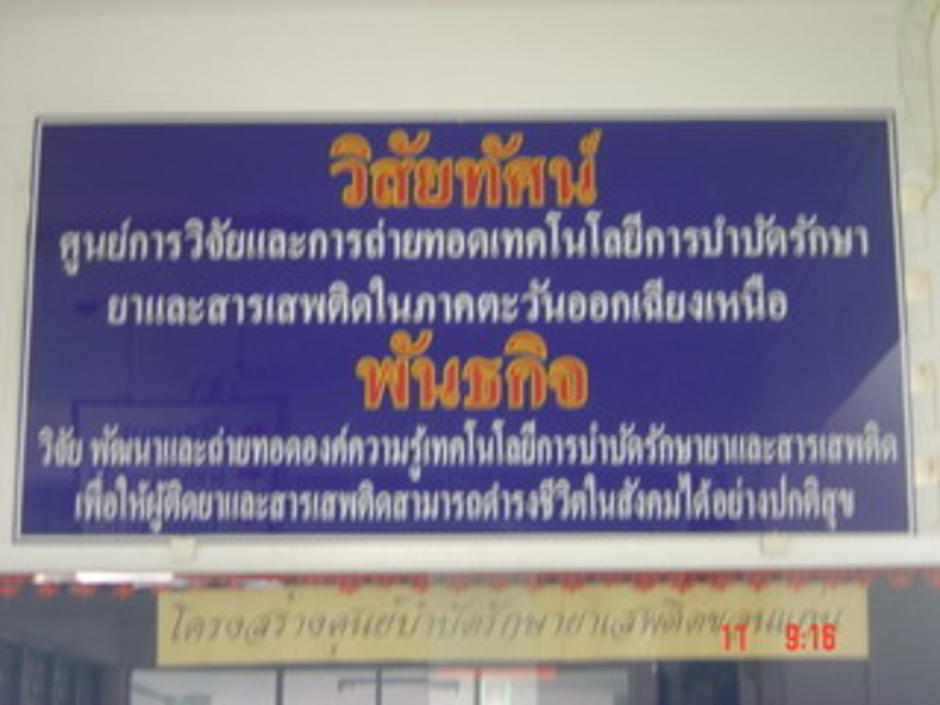 วิสัยทัศน์
ศูนย์การวิจัยและการถ่ายทอดเทคโนโลยีการบำบัดรักษา
ยาและสารเสพติดในภาคตะวันออกเฉียงเหนือ
พันธกิจ
วิจัย พัฒนาและถ่ายทอดองค์ความรู้เทคโนโลยีการบำบัดรักษายาและสารเสพติด
เพื่อให้ผู้ติดยาและสารเสพติดสามารถดำรงชีวิตในสังคมได้อย่างปกติสุข
โครงสร้างศูนย์บำบัดรักษายาเสพติดขอนแก่น
11 9:16